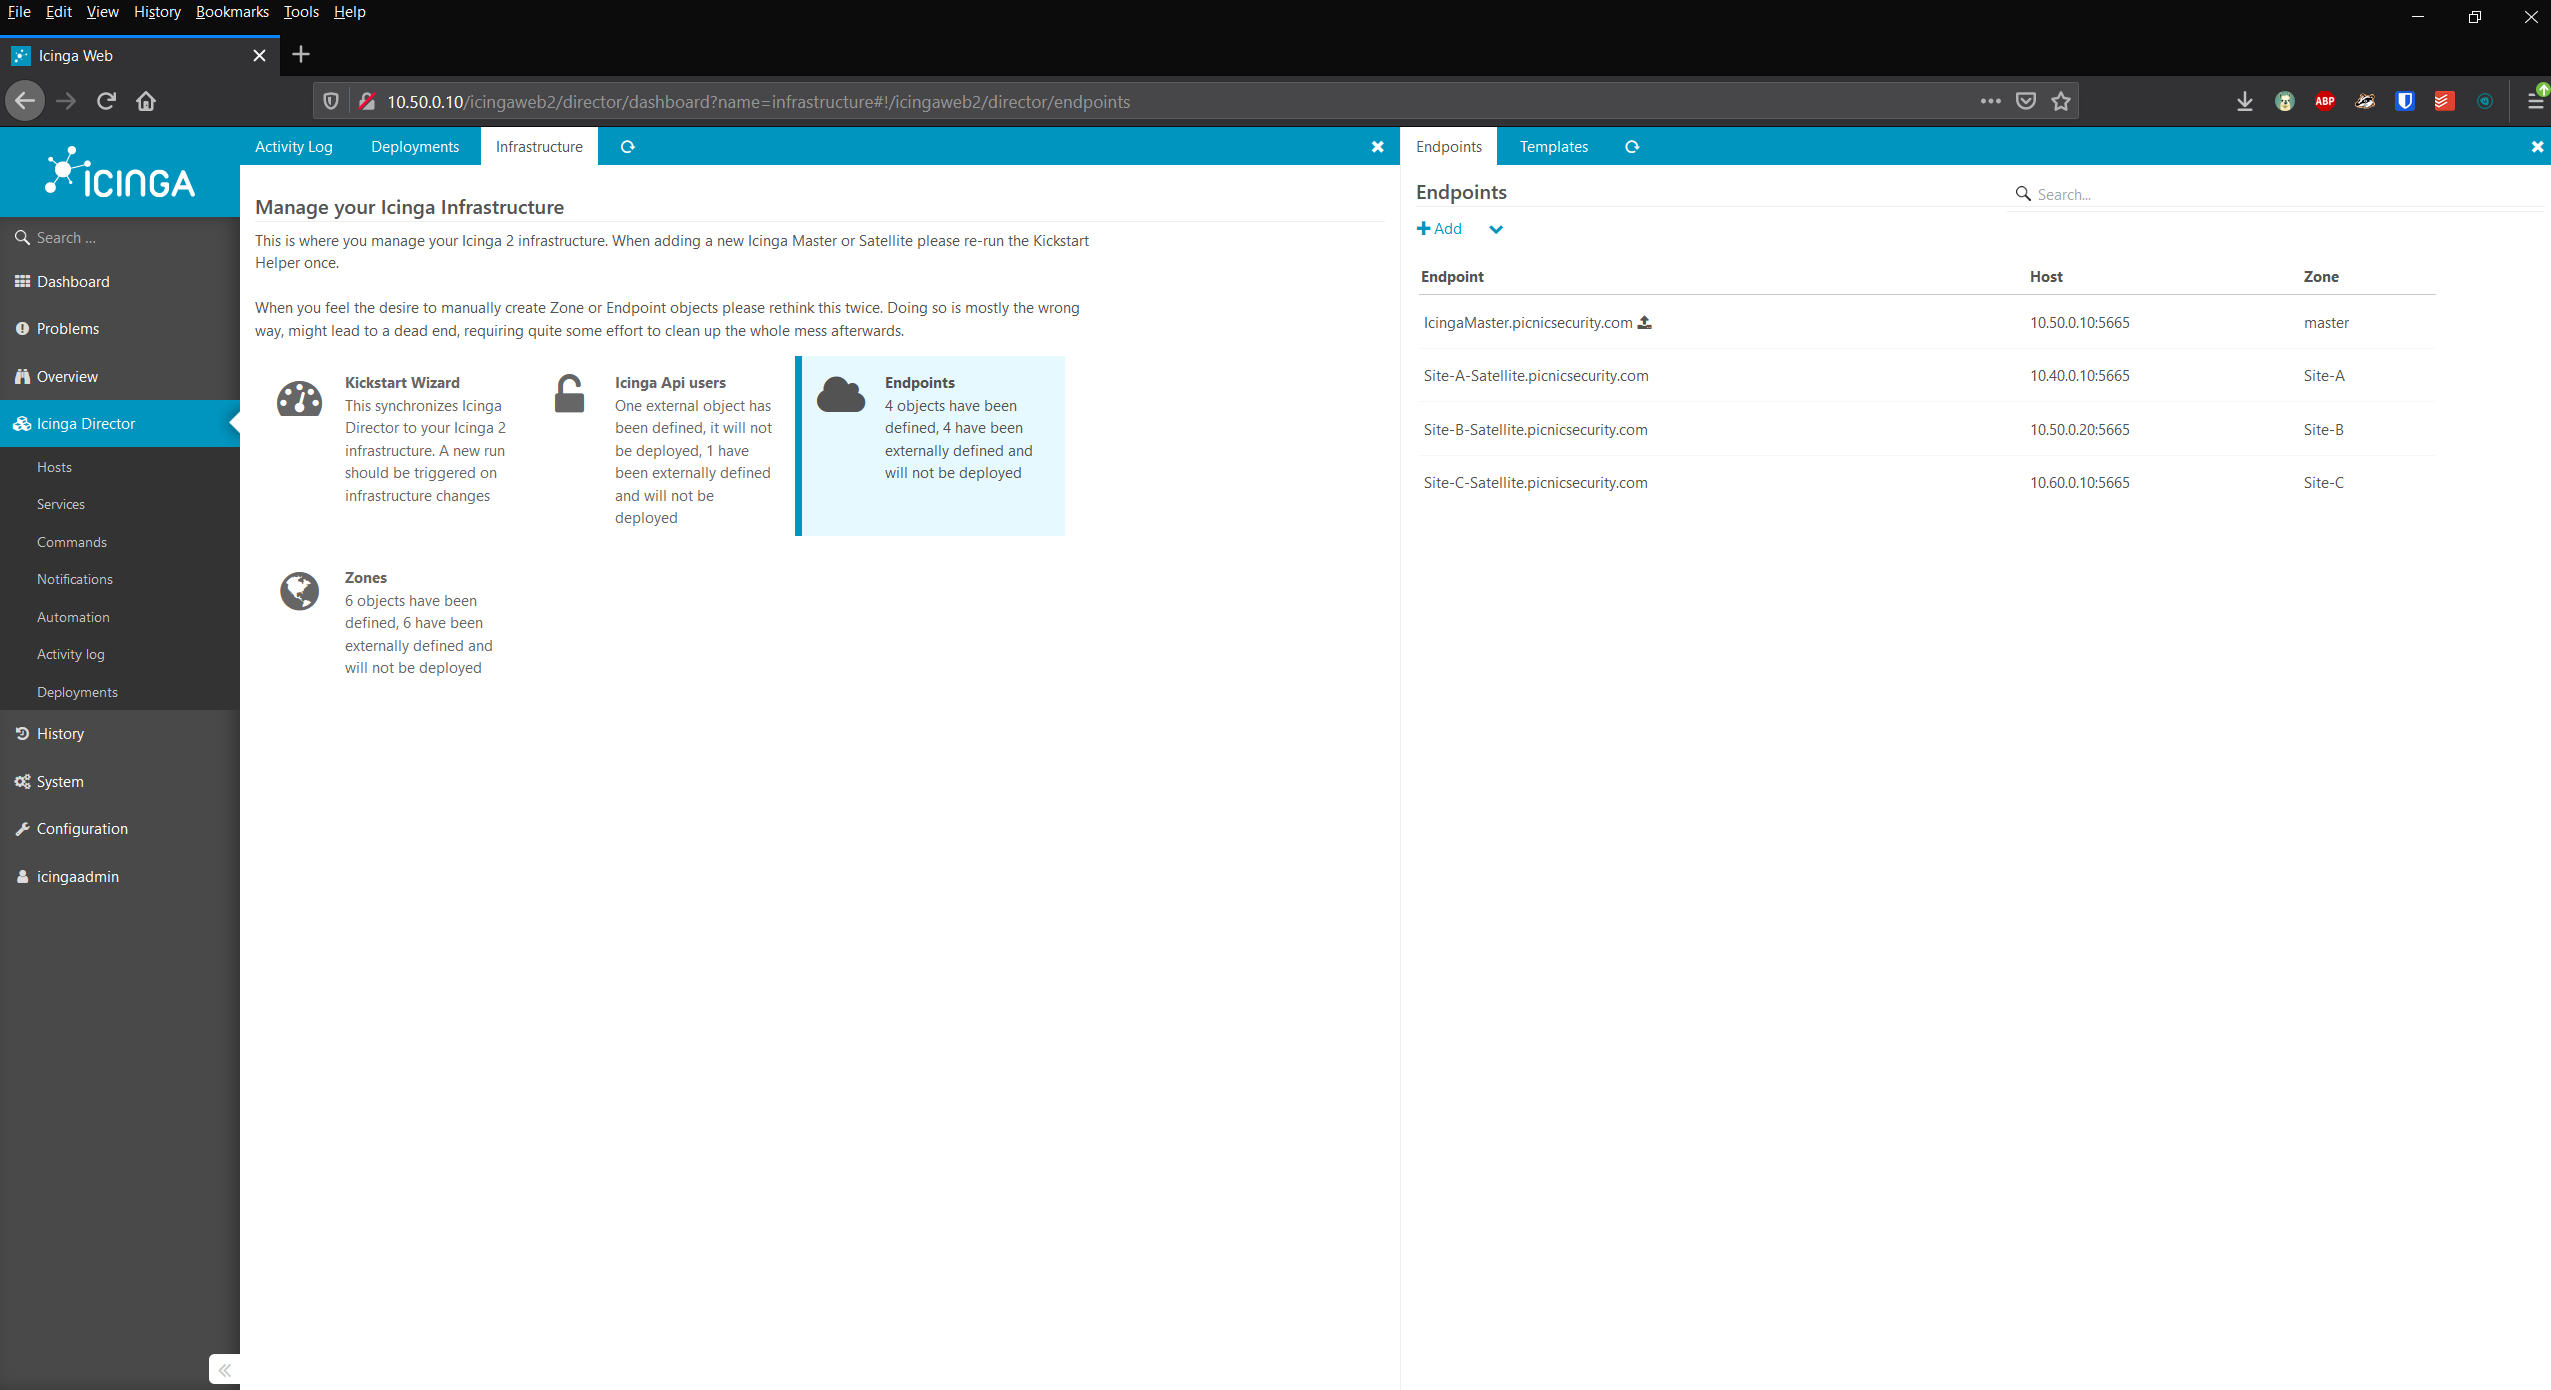 File Edit View History Bookmarks Tools Help
Icinga Web
10.50.0.10/icingaweb2/director/dashboard?name=infrastructure#!/icingaweb2/director/endpoints
ABP
ICINGA
Search ...
Dashboard
Problems
Overview
Icinga Director
Hosts
Services
Commands
Notifications
Automation
Activity log
Deployments
History
System
Configuration
icingaadmin
Activity Log Deployments Infrastructure
Manage your Icinga Infrastructure
This is where you manage your Icinga 2 infrastructure. When adding a new Icinga Master or Satellite please re-run the Kickstart
Helper once.
When you feel the desire to manually create Zone or Endpoint objects please rethink this twice. Doing so is mostly the wrong
way, might lead to a dead end, requiring quite some effort to clean up the whole mess afterwards.
Kickstart Wizard
This synchronizes Icinga
Director to your Icinga 2
infrastructure. A new run
should be triggered on
infrastructure changes
Icinga Api users
One external object has
been defined, it will not
be deployed, 1 have
been externally defined
and will not be
deployed
Endpoints
4 objects have been
defined, 4 have been
externally defined and
will not be deployed
Zones
6 objects have been
defined, 6 have been
externally defined and
will not be deployed
Endpoints Templates
Endpoints
Search...
Add
Endpoint Host Zone
IcingaMaster.picnicsecurity.com 10.50.0.10:5665 master
Site-A-Satellite.picnicsecurity.com 10.40.0.10:5665 Site-A
Site-B-Satellite.picnicsecurity.com 10.50.0.20:5665 Site-B
Site-C-Satellite.picnicsecurity.com 10.60.0.10:5665 Site-C